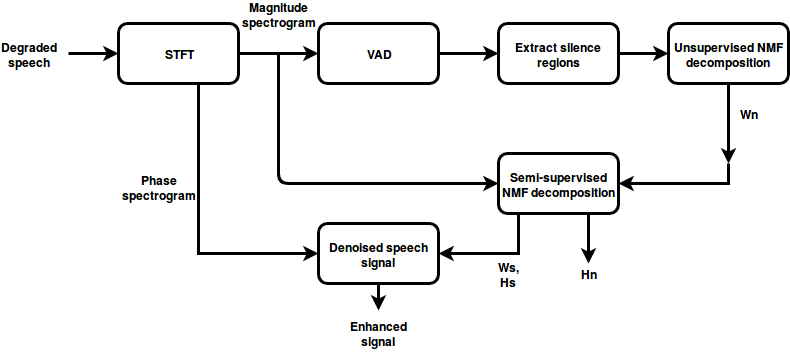 Magnitude
spectrogram
Degraded
speech
STFT
VAD
Extract silence
regions
Unsupervised NMF
decomposition
Wn
Phase
spectrogram
Semi-supervised
NMF decomposition
Denoised speech
signal
Ws,
Hs
Hn
Enhanced
signal